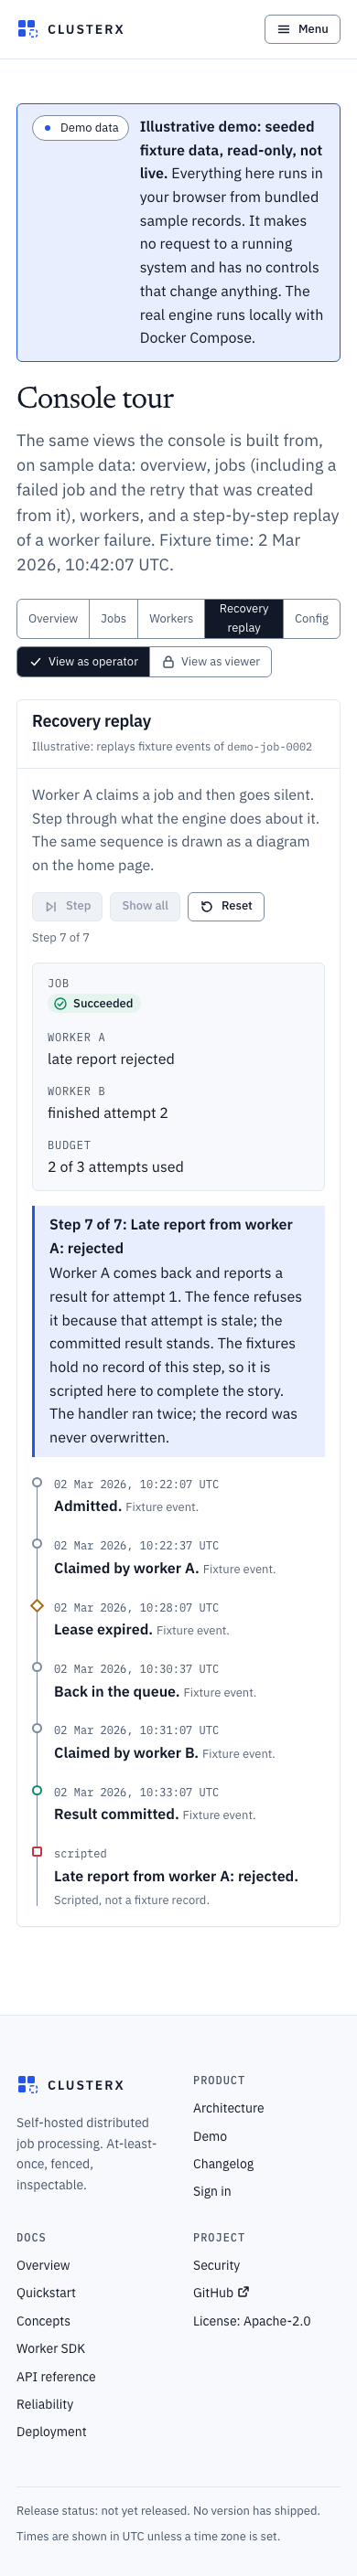 CLUSTERX
Menu
Demo data
Illustrative demo: seeded
fixture data, read-only, not
live. Everything here runs in
your browser from bundled
sample records. It makes
no request to a running
system and has no controls
that change anything. The
real engine runs locally with
Docker Compose.
Console tour
The same views the console is built from,
on sample data: overview, jobs (including a
failed job and the retry that was created
from it), workers, and a step-by-step replay
of a worker failure. Fixture time: 2 Mar
2026, 10:42:07 UTC.
Overview
Jobs
Workers
Recovery
replay
Config
View as operator
View as viewer
Recovery replay
Illustrative: replays fixture events of demo-job-0002
Worker A claims a job and then goes silent.
Step through what the engine does about it.
The same sequence is drawn as a diagram
on the home page.
Step
Show all
Reset
Step 7 of 7
JOB
Succeeded
WORKER A
late report rejected
WORKER B
finished attempt 2
BUDGET
2 of 3 attempts used
Step 7 of 7: Late report from worker
A: rejected
Worker A comes back and reports a
result for attempt 1. The fence refuses
it because that attempt is stale; the
committed result stands. The fixtures
hold no record of this step, so it is
scripted here to complete the story.
The handler ran twice; the record was
never overwritten.
02 Mar 2026, 10:22:07 UTC
Admitted. Fixture event.
02 Mar 2026, 10:22:37 UTC
Claimed by worker A. Fixture event.
02 Mar 2026, 10:28:07 UTC
Lease expired. Fixture event.
02 Mar 2026, 10:30:37 UTC
Back in the queue. Fixture event.
02 Mar 2026, 10:31:07 UTC
Claimed by worker B. Fixture event.
02 Mar 2026, 10:33:07 UTC
Result committed. Fixture event.
scripted
Late report from worker A: rejected.
Scripted, not a fixture record.
CLUSTERX
Self-hosted distributed
job processing. At-least-
once, fenced,
inspectable.
PRODUCT
Architecture
Demo
Changelog
Sign in
DOCS
Overview
Quickstart
Concepts
Worker SDK
API reference
Reliability
Deployment
PROJECT
Security
GitHub
License: Apache-2.0
Release status: not yet released. No version has shipped.
Times are shown in UTC unless a time zone is set.